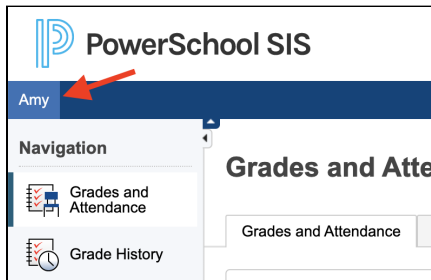 PowerSchool SIS
Amy
Navigation
Grades and
Attendance
Grade History
Grades and Atte
Grades and Attendance